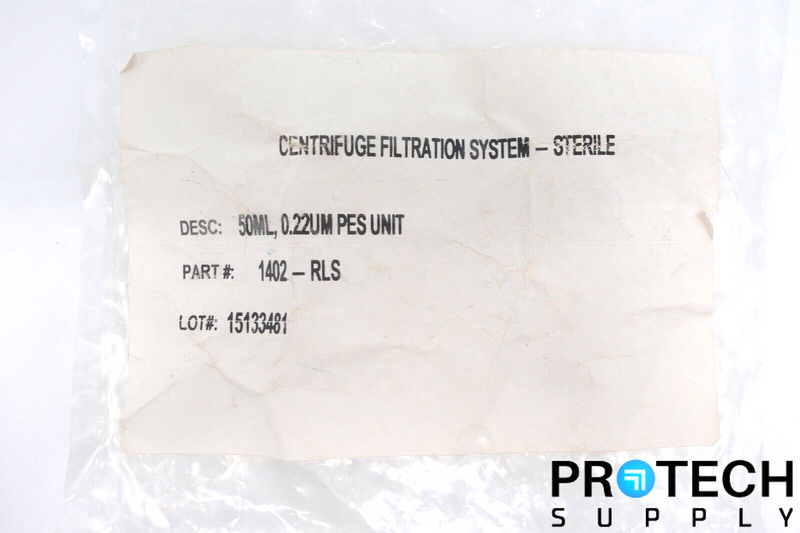 CENTRIFUGE FILTRATION SYSTEM – STERILE
DESC: 50ML, 0.22UM PES UNIT
PART #: 1402 – RLS
LOT#: 15133481
PROTECH
SUPPLY